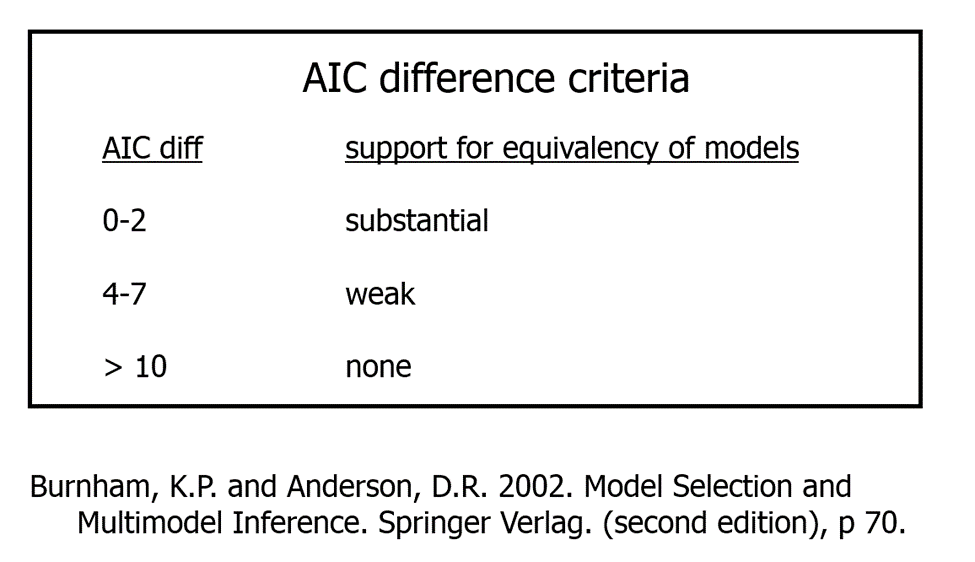 AIC difference criteria
AIC diff support for equivalency of models
0-2 substantial
4-7 weak
> 10 none
Burnham, K.P. and Anderson, D.R. 2002. Model Selection and
Multimodel Inference. Springer Verlag. (second edition), p 70.